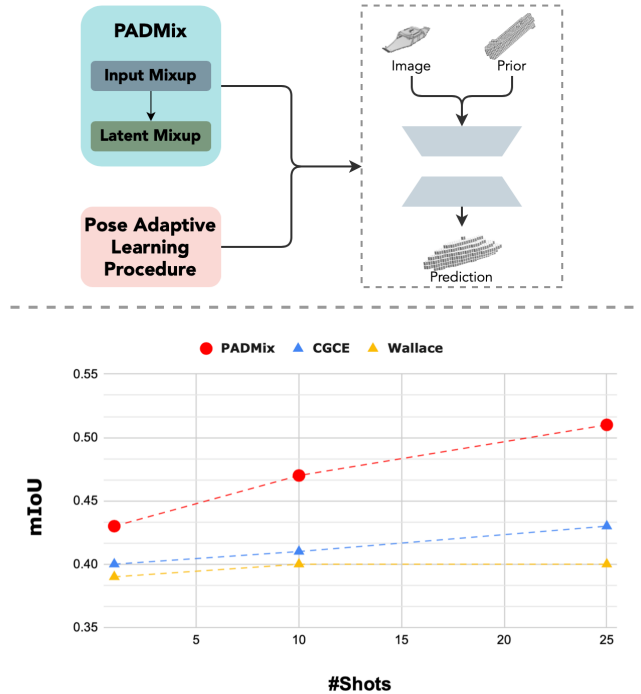 PADMix
Input Mixup
Latent Mixup
Pose Adaptive
Learning
Procedure
Image
Prior
Prediction
PADMix
CGCE
Wallace
0.55
0.50
0.45
0.40
0.35
mIoU
5
10
15
20
25
#Shots